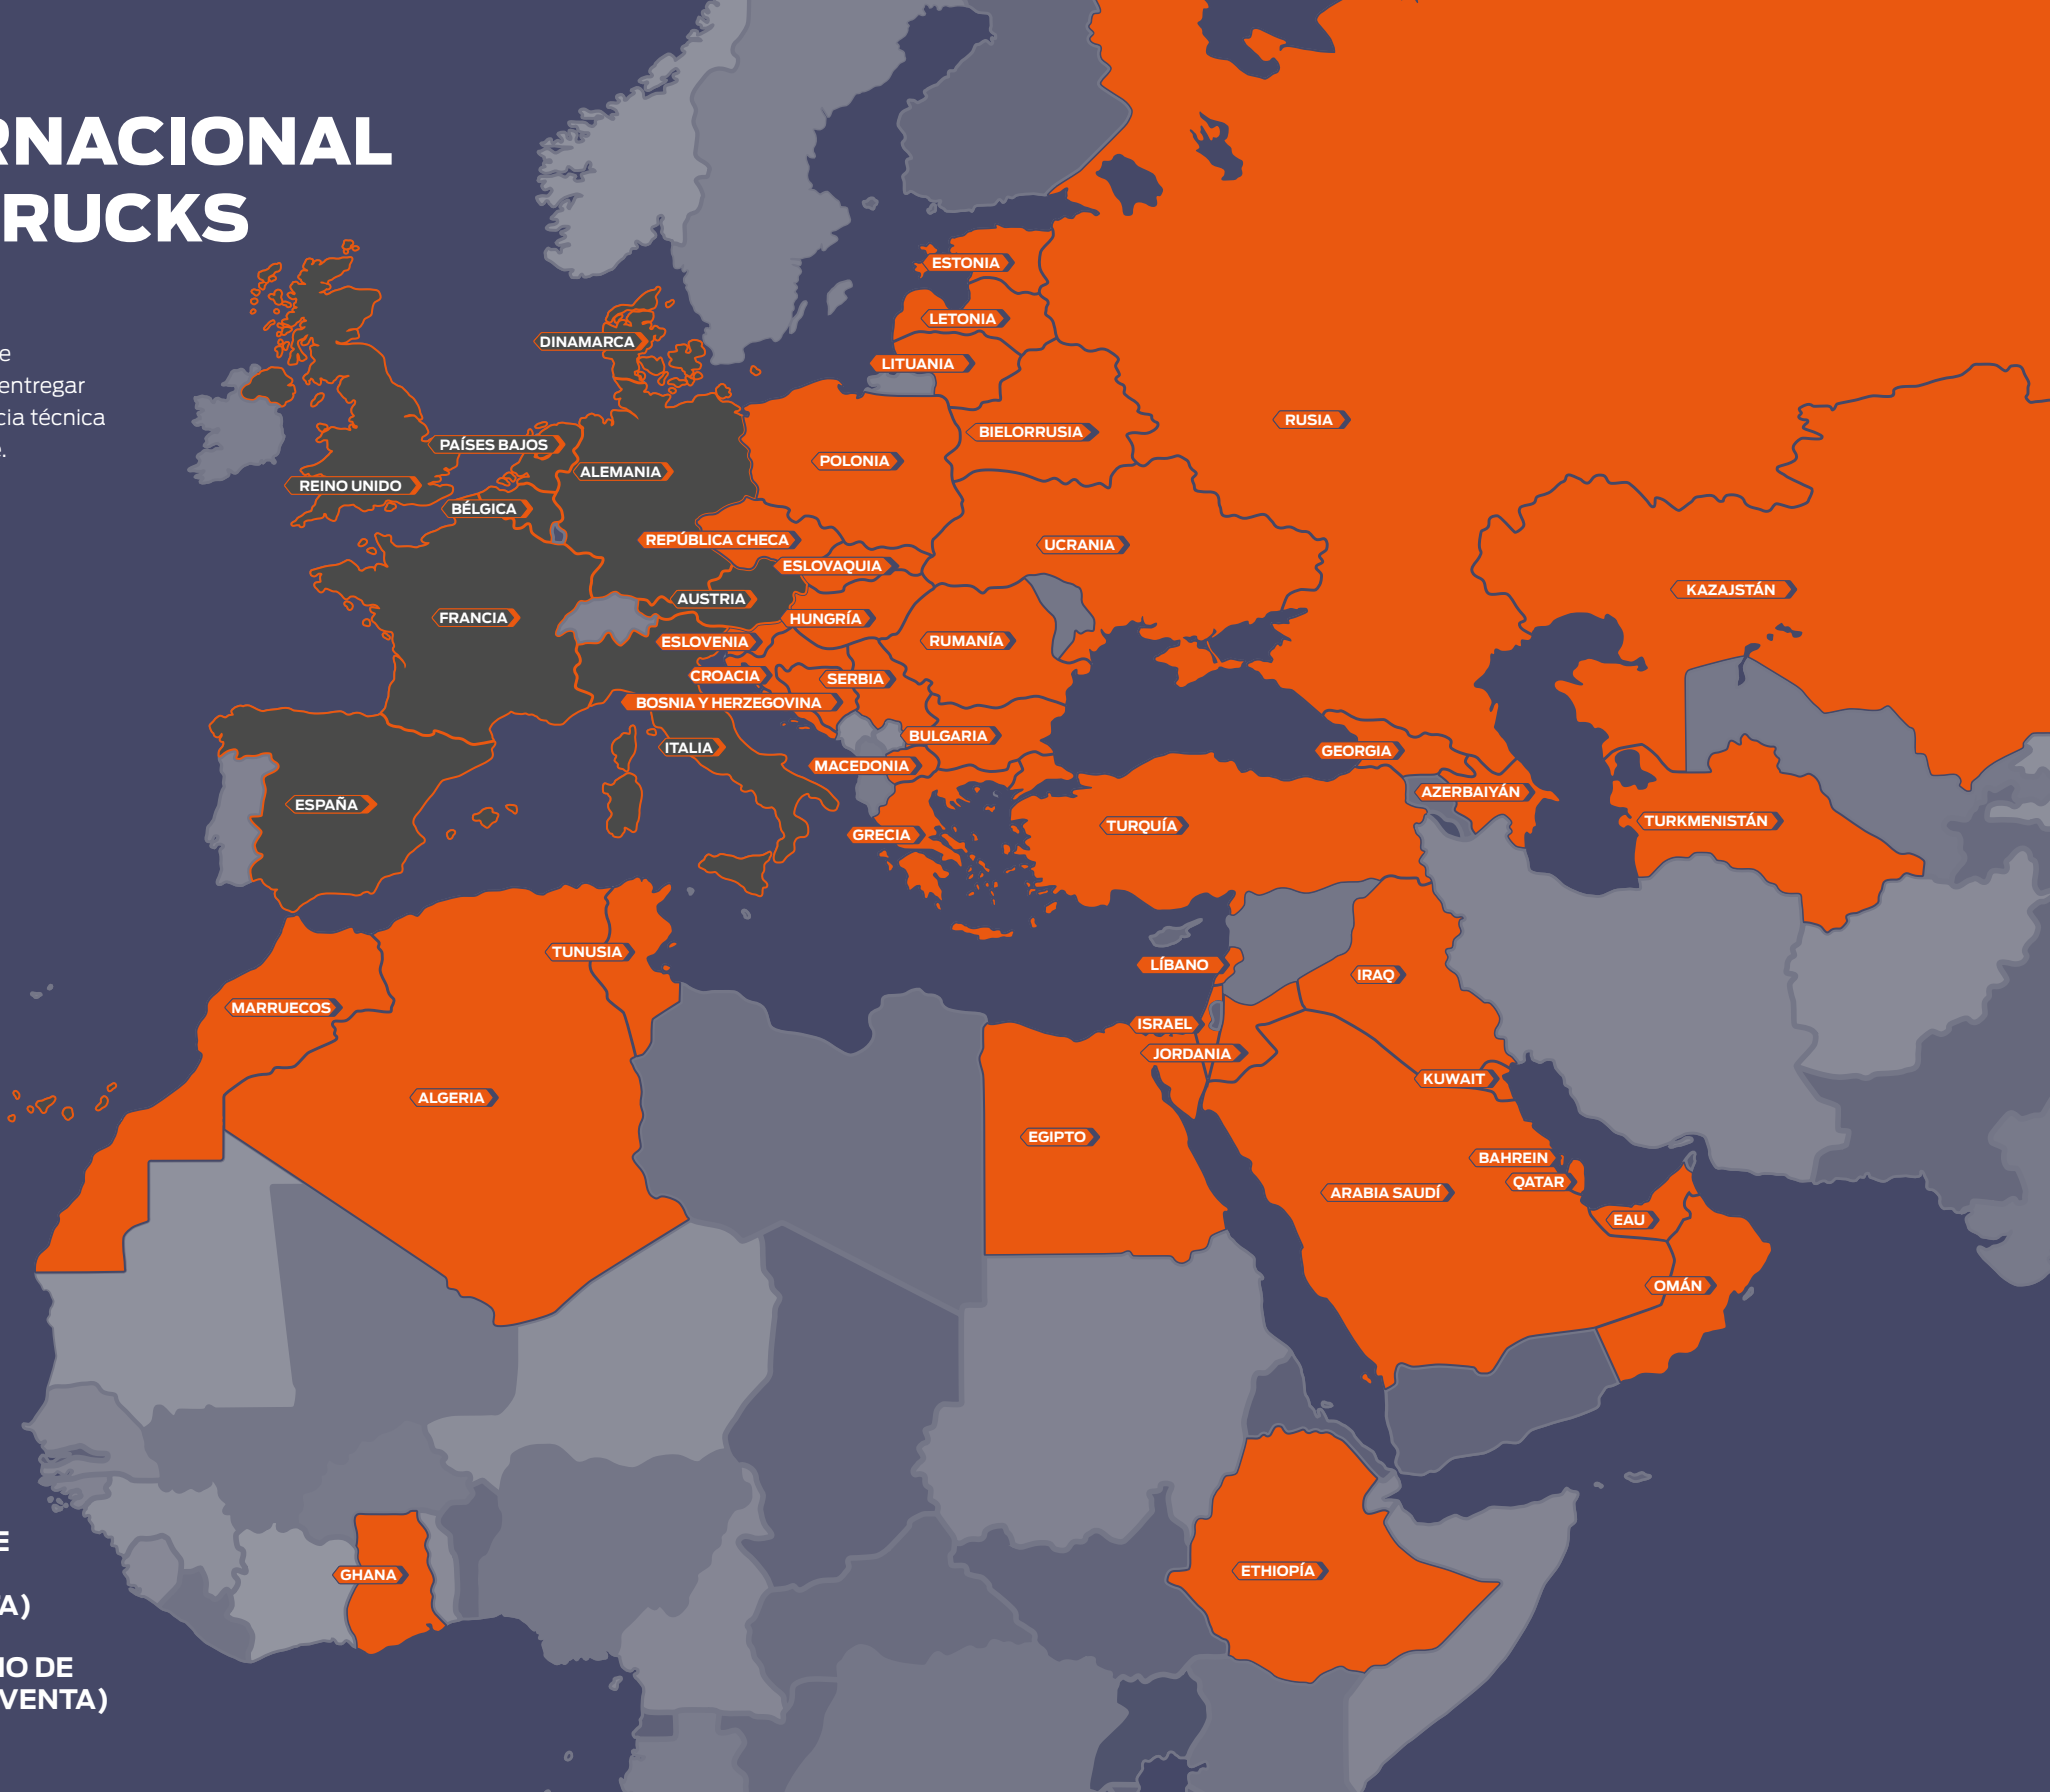 RNACIONAL
RUCKS
e
entregar
cia técnica
.
ESTONIA
LETONIA
DINAMARCA
LITUANIA
RUSIA
BIELORRUSIA
PAÍSES BAJOS
POLONIA
ALEMANIA
REINO UNIDO
BÉLGICA
REPÚBLICA CHECA
UCRANIA
ESLOVAQUIA
KAZAJSTÁN
AUSTRIA
FRANCIA
HUNGRÍA
ESLOVENIA
RUMANÍA
CROACIA
SERBIA
BOSNIA Y HERZEGOVINA
BULGARIA
ITALIA
GEORGIA
MACEDONIA
AZERBAIYÁN
ESPAÑA
TURKMENISTÁN
TURQUÍA
GRECIA
TUNUSIA
LÍBANO
IRAQ
MARRUECOS
ISRAEL
JORDANIA
KUWAIT
ALGERIA
EGIPTO
BAHREIN
QATAR
ARABIA SAUDÍ
EAU
OMÁN
E
GHANA
ETHIOPÍA
A)
IO DE
VENTA)